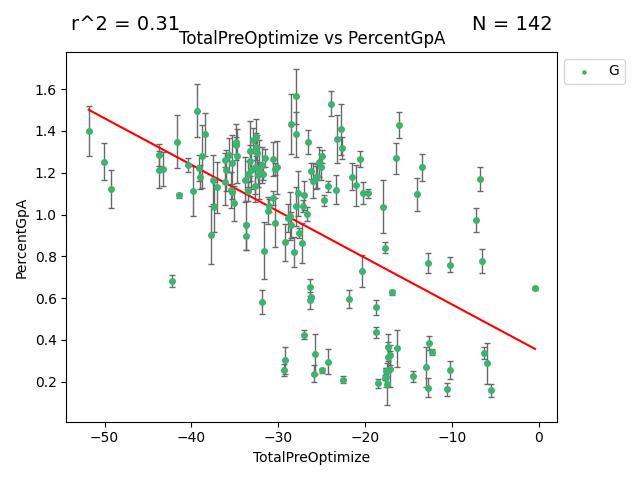 r^2 = 0.31
N = 142
TotalPreOptimize vs PercentGpA
G
1.6
1.4
1.2
1.0
0.8
0.6
0.4
0.2
PercentGpA
−50
−40
−30
−20
−10
0
TotalPreOptimize